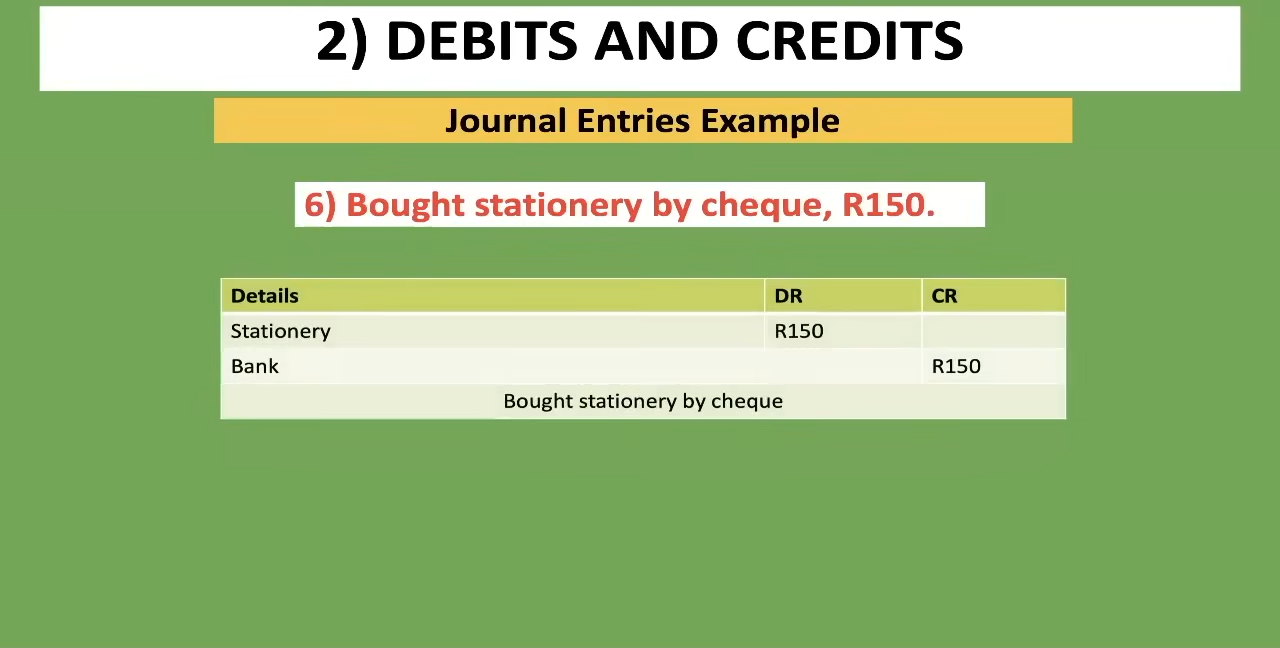 2) DEBITS AND CREDITS
Journal Entries Example
6) Bought stationery by cheque, R150.
Details DR CR
Stationery R150
Bank R150
Bought stationery by cheque